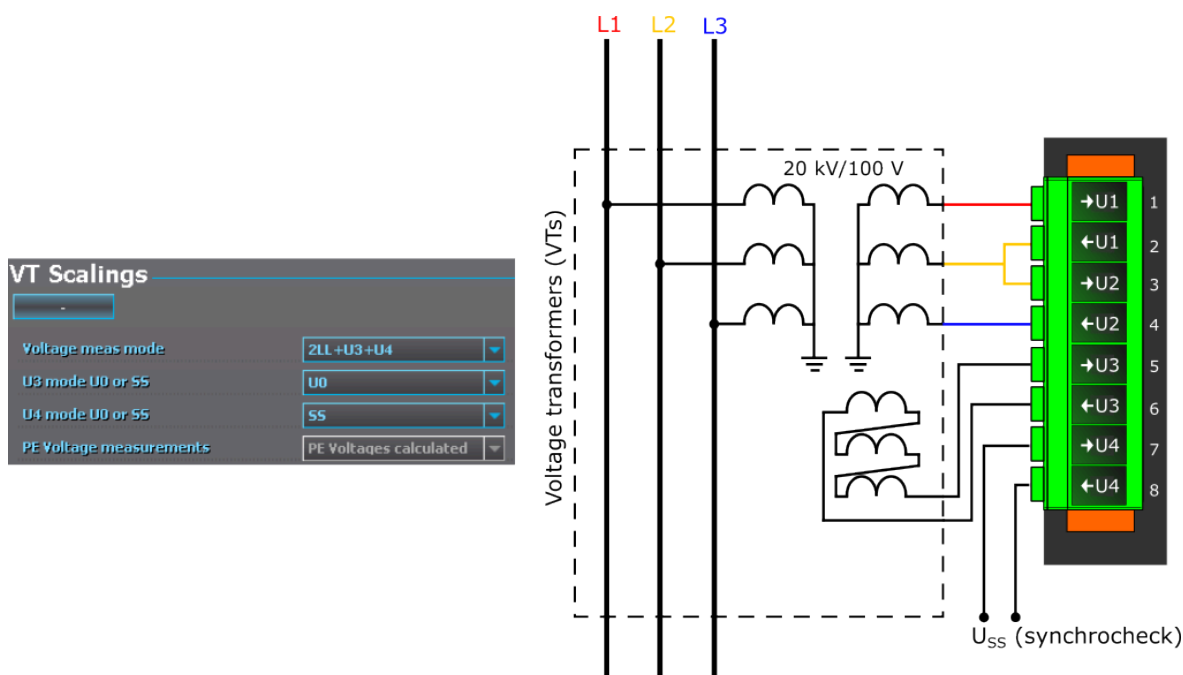 VT Scalings
-
Voltage meas mode 2LL+U3+U4
U3 mode U0 or SS U0
U4 mode U0 or SS SS
PE Voltage measurements PE Voltages calculated
L1 L2 L3
Voltage transformers (VTs)
20 kV/100 V
→U1 1
←U1 2
→U2 3
←U2 4
→U3 5
←U3 6
→U4 7
←U4 8
USS (synchrocheck)